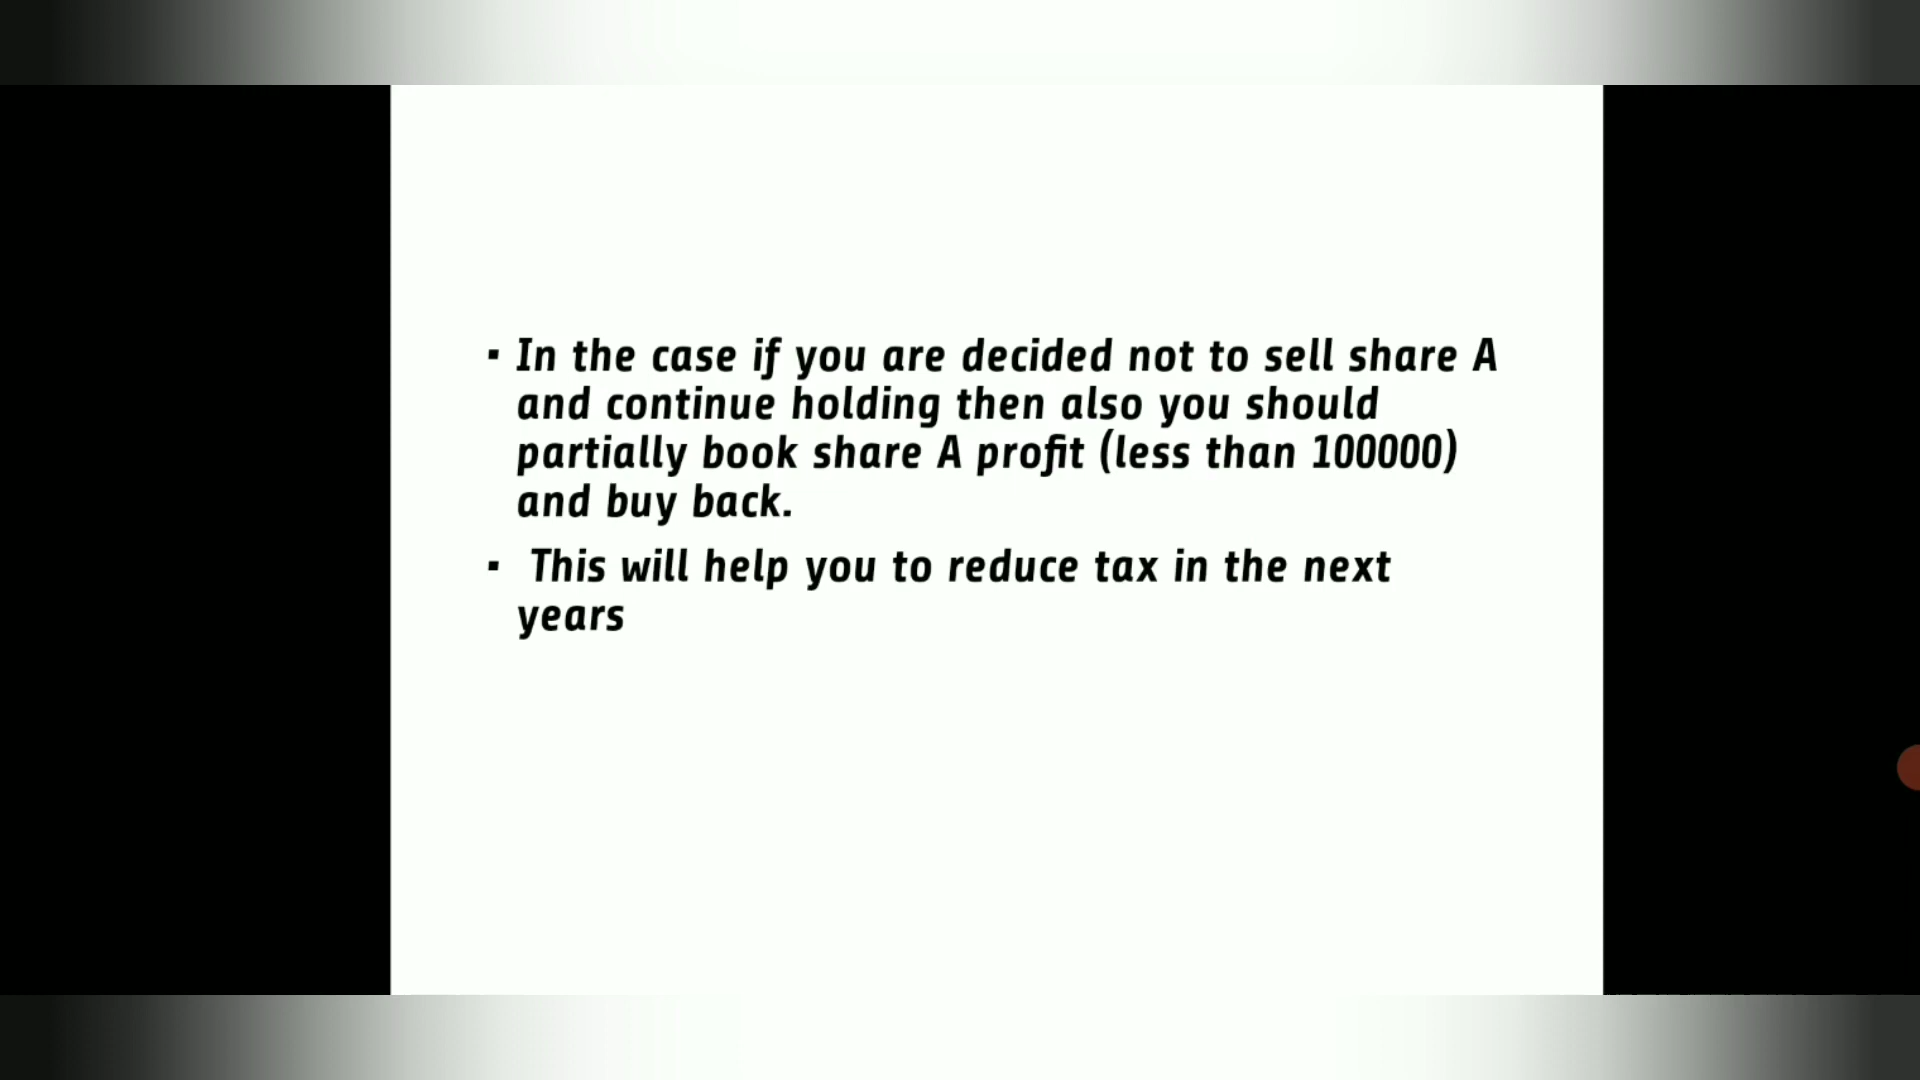 ▪ In the case if you are decided not to sell share A
and continue holding then also you should
partially book share A profit (less than 100000)
and buy back.
▪ This will help you to reduce tax in the next
years